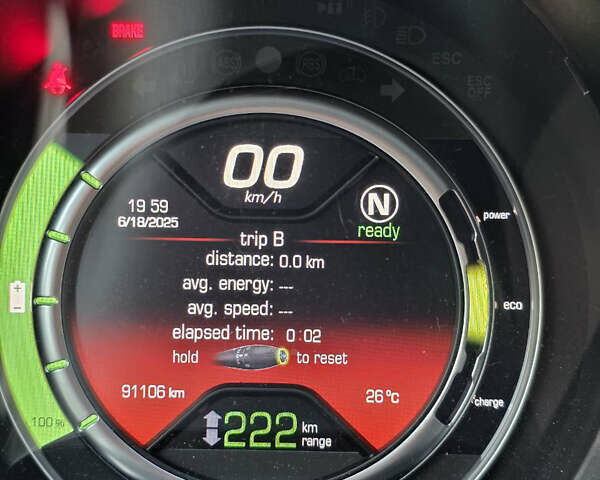 BRAKE
ESC
ESC OFF
00
km/h
19 59
6/18/2025
N
ready
power
trip B
distance: 0.0 km
avg. energy: ---
avg. speed: ---
eco
elapsed time: 0:02
hold to reset
91106 km
26 ºC
charge
100 %
222 km range